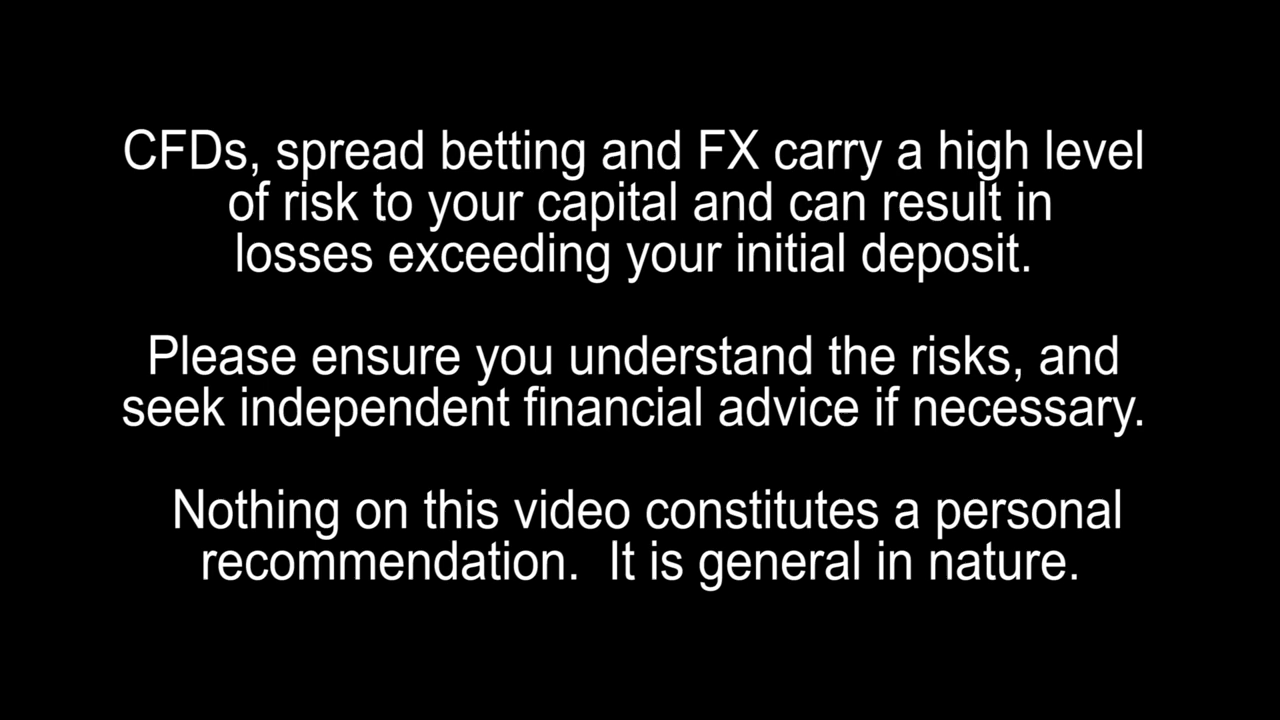 CFDs, spread betting and FX carry a high level
of risk to your capital and can result in
losses exceeding your initial deposit.
Please ensure you understand the risks, and
seek independent financial advice if necessary.
Nothing on this video constitutes a personal
recommendation.  It is general in nature.